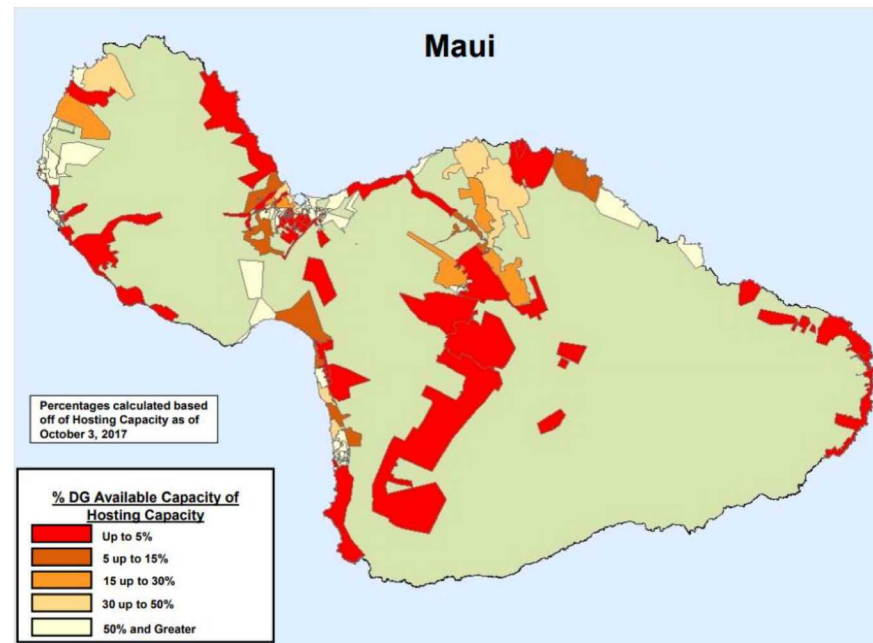 Maui
Percentages calculated based
off of Hosting Capacity as of
October 3, 2017
% DG Available Capacity of
Hosting Capacity
Up to 5%
5 up to 15%
15 up to 30%
30 up to 50%
50% and Greater